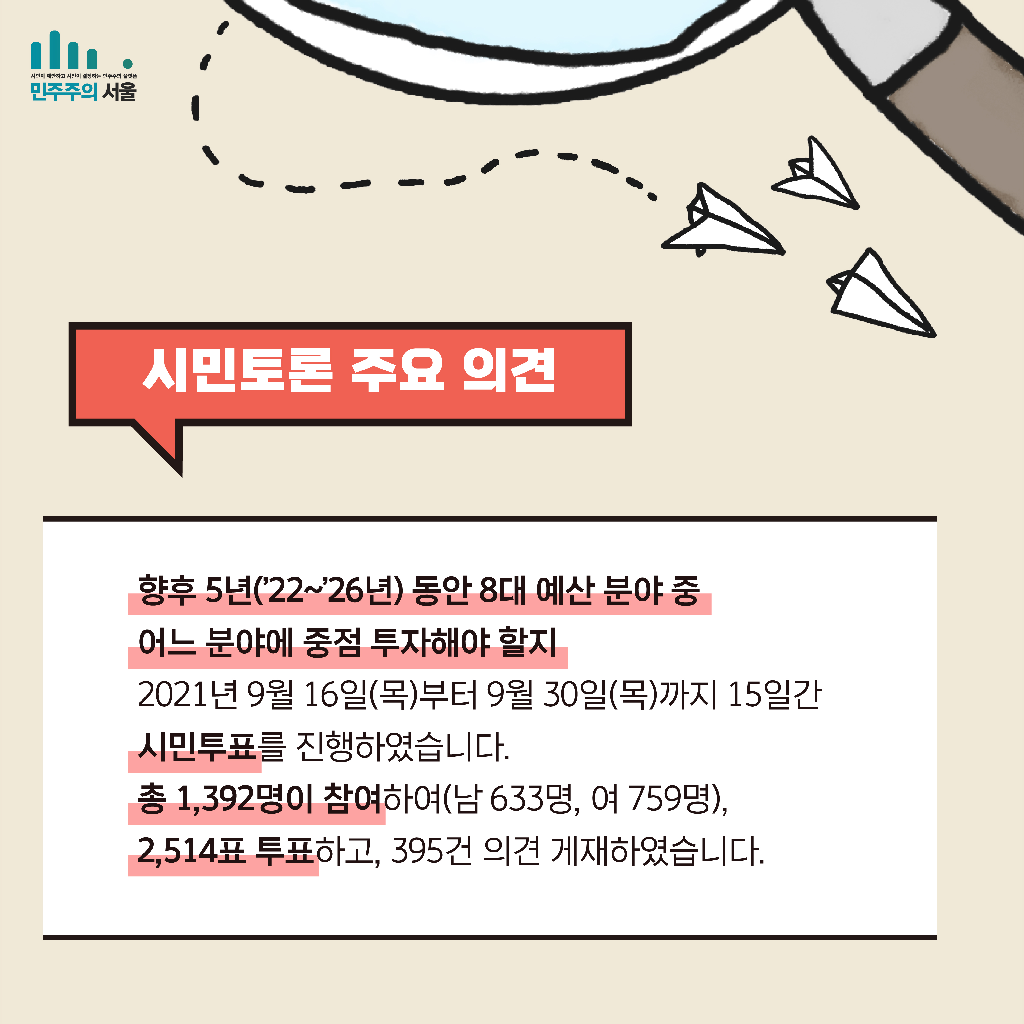 시민이 제안하고 시민이 결정하는 민주주의 플랫폼
민주주의 서울
시민토론 주요 의견
향후 5년('22~'26년) 동안 8대 예산 분야 중
어느 분야에 중점 투자해야 할지
2021년 9월 16일(목)부터 9월 30일(목)까지 15일간
시민투표를 진행하였습니다.
총 1,392명이 참여하여(남 633명, 여 759명),
2,514표 투표하고, 395건 의견 게재하였습니다.